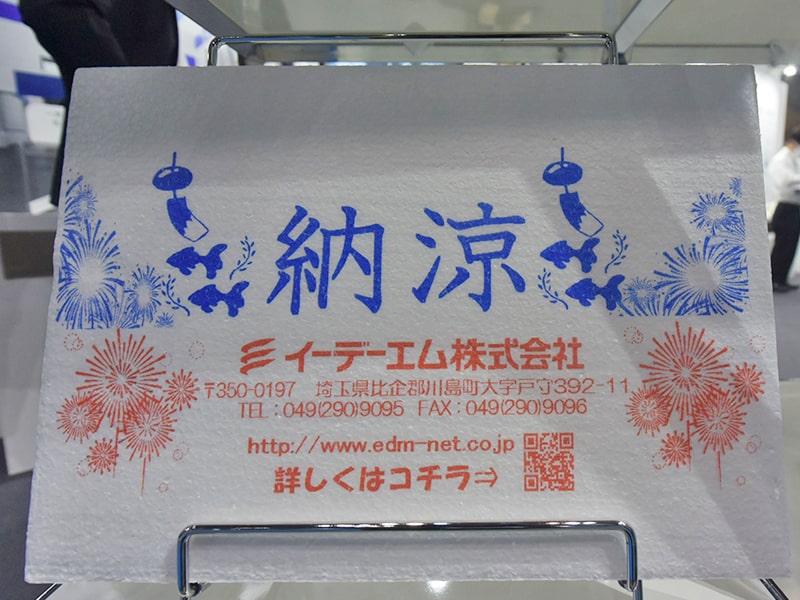 納涼
イーデーエム株式会社
〒350-0197 埼玉県比企郡川島町大字戸守392-11
TEL：049(290)9095 FAX：049(290)9096
http://www.edm-net.co.jp
詳しくはコチラ⇒